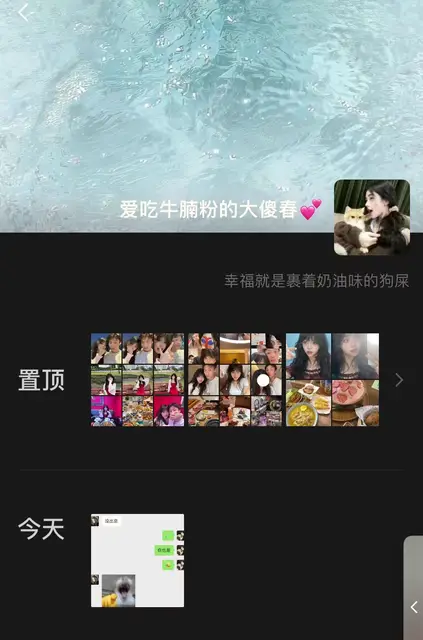 爱吃牛腩粉的大傻春💕
幸福就是裹着奶油味的狗屎
置顶
今天